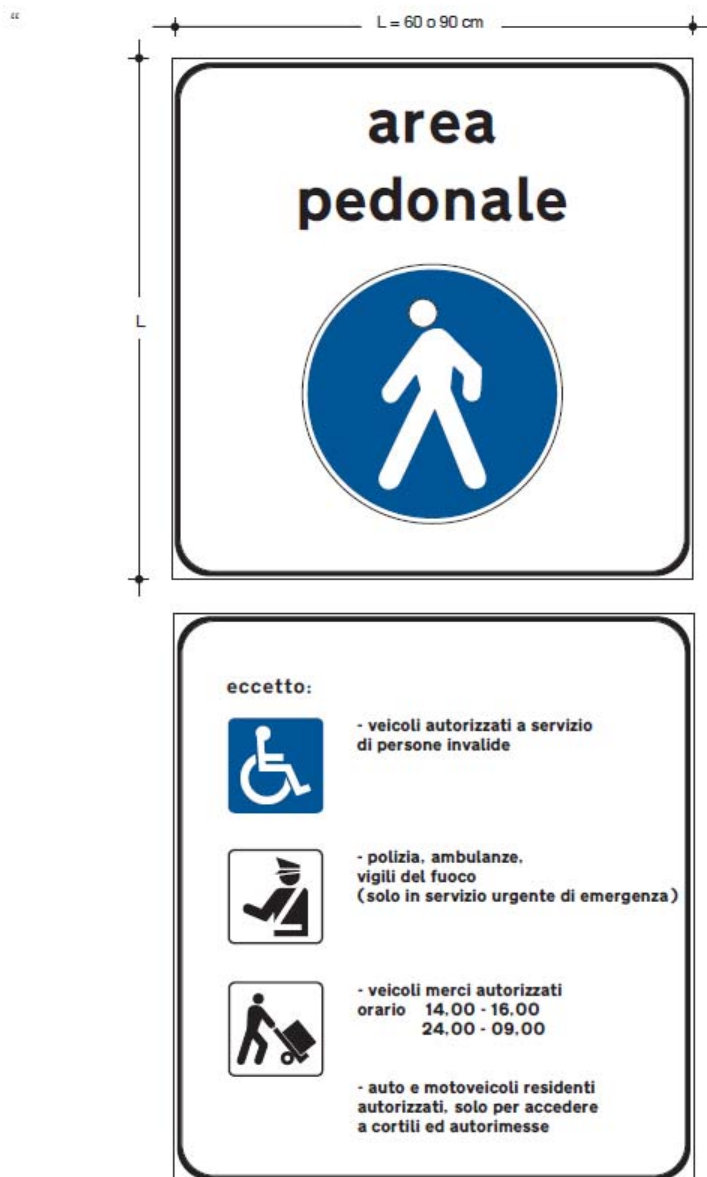 “
L = 60 o 90 cm
area
pedonale
L
eccetto:
- veicoli autorizzati a servizio
di persone invalide
- polizia, ambulanze,
vigili del fuoco
(solo in servizio urgente di emergenza)
- veicoli merci autorizzati
orario 14.00 - 16.00
24.00 - 09.00
- auto e motoveicoli residenti
autorizzati, solo per accedere
a cortili ed autorimesse